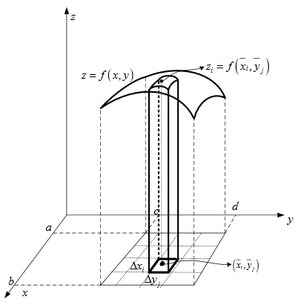 z
z = f(x, y)
z_i = f(x̄_i, ȳ_j)
c
d
y
a
Δx_i
(x̄_i, ȳ_j)
b
Δy_j
x